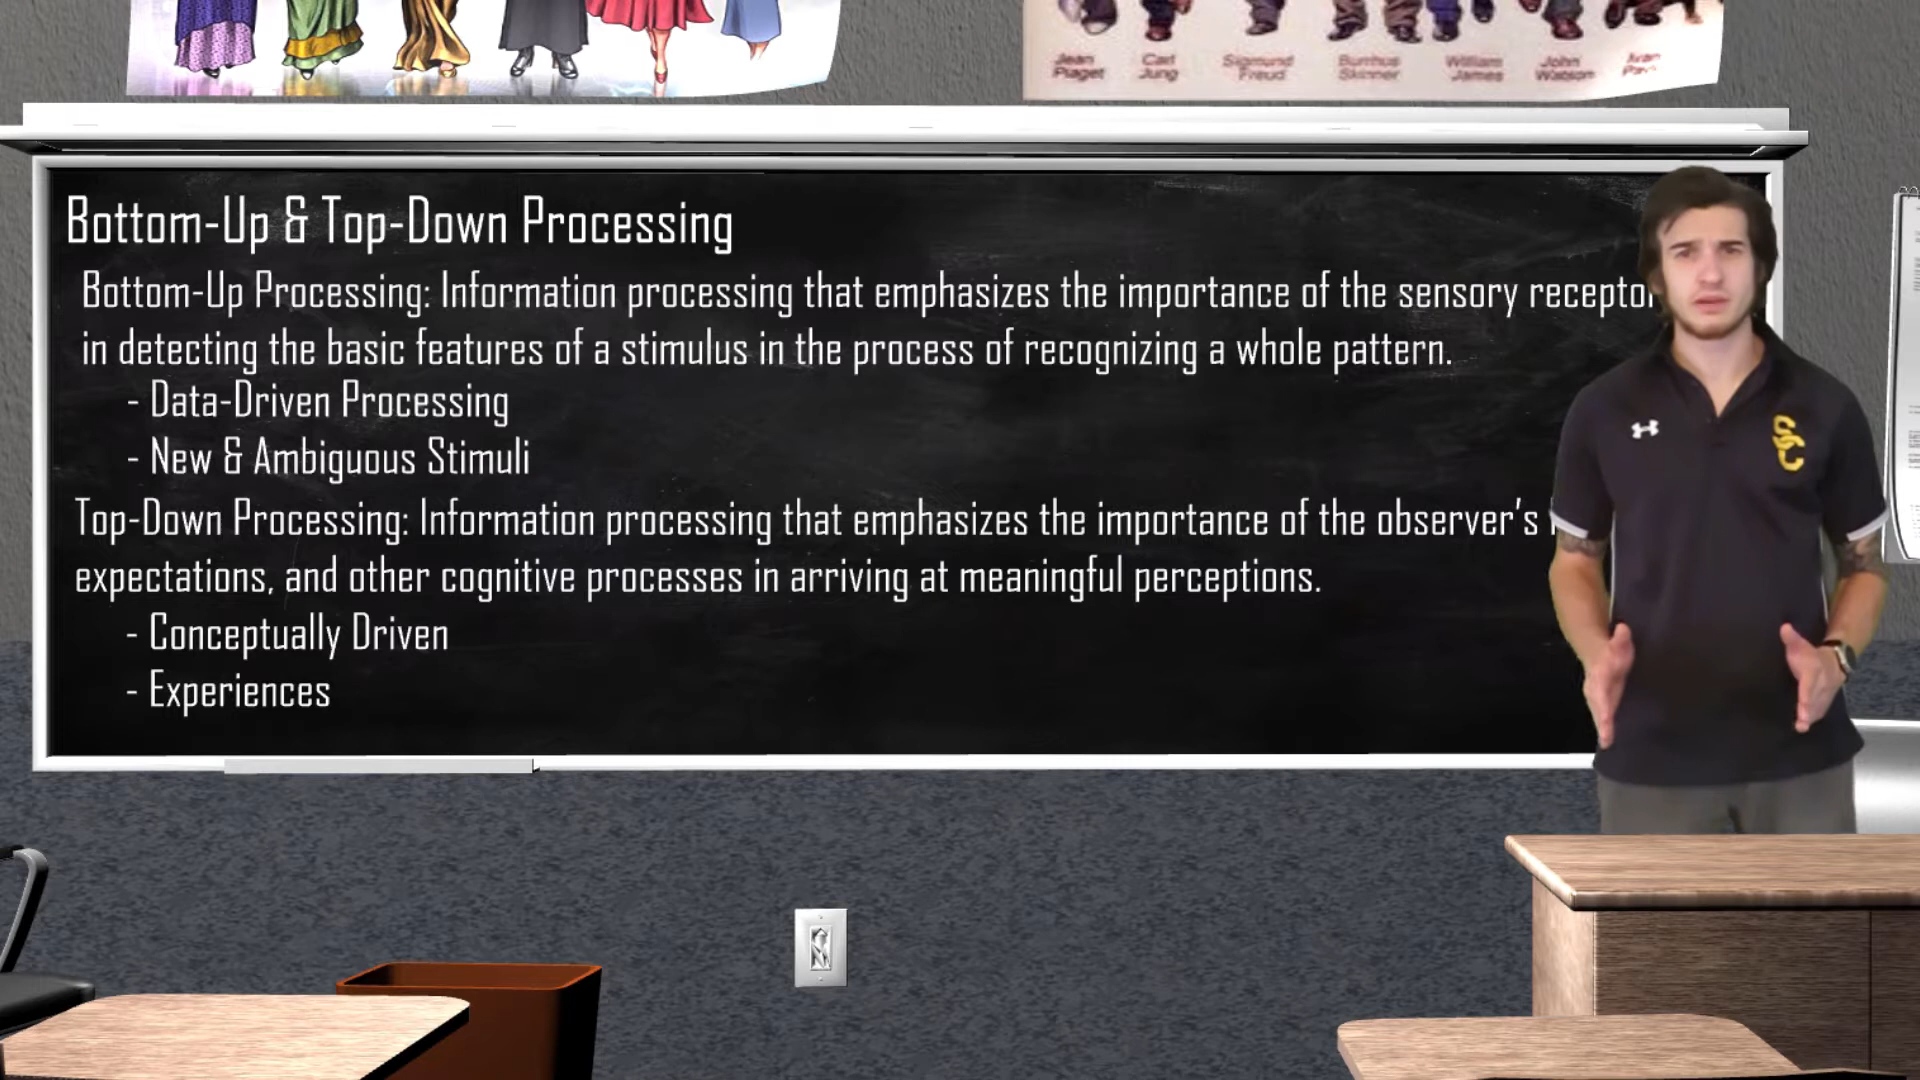 Jean Carl Sigmund Burrhus William John Ivan
Piaget Jung Freud Skinner James Watson
Bottom-Up & Top-Down Processing
Bottom-Up Processing: Information processing that emphasizes the importance of the sensory
in detecting the basic features of a stimulus in the process of recognizing a whole pattern.
- Data-Driven Processing
- New & Ambiguous Stimuli
Top-Down Processing: Information processing that emphasizes the importance of the observer's
expectations, and other cognitive processes in arriving at meaningful perceptions.
- Conceptually Driven
- Experiences
SC